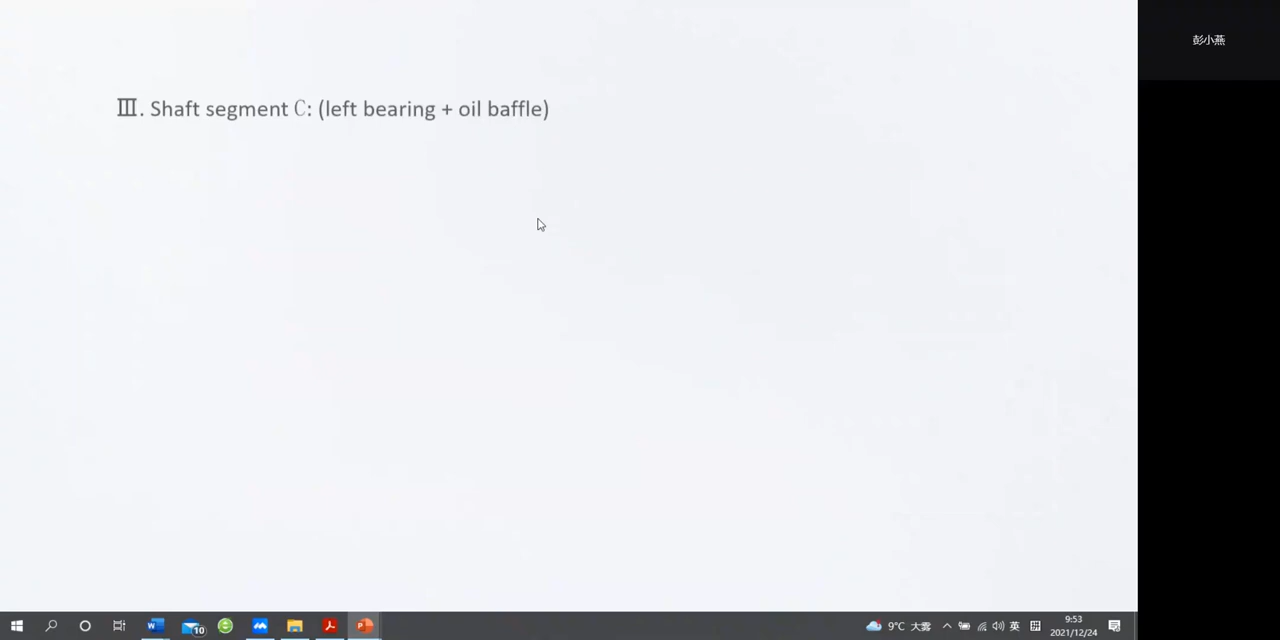 Ⅲ. Shaft segment C: (left bearing + oil baffle)
彭小燕
10
9°C 大雾
英
9:53
2021/12/24